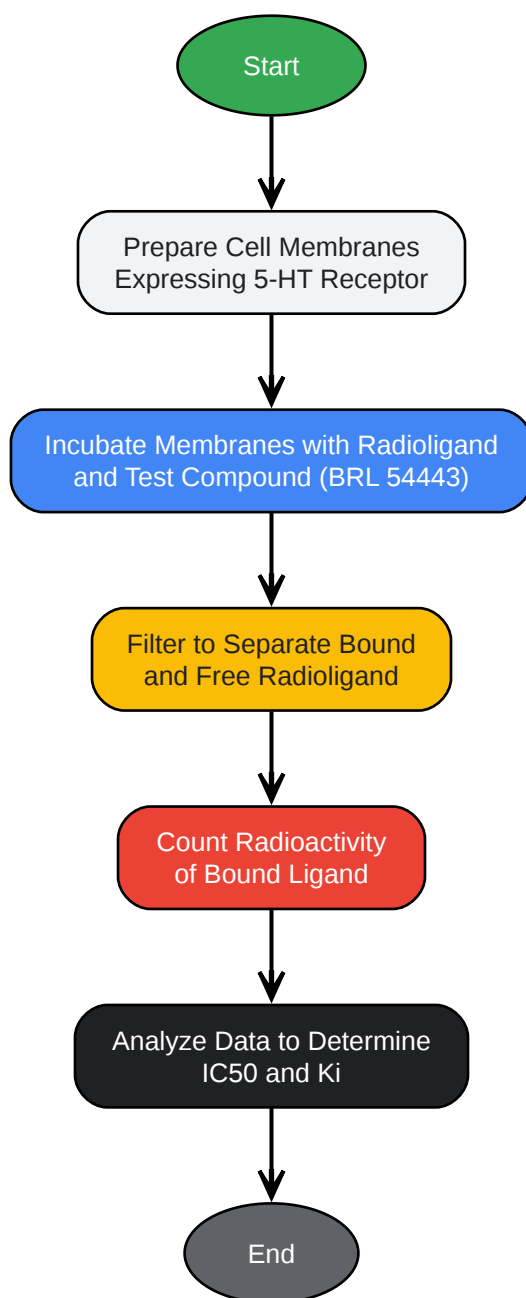 Start
Prepare Cell Membranes
Expressing 5-HT Receptor
Incubate Membranes with Radioligand
and Test Compound (BRL 54443)
Filter to Separate Bound
and Free Radioligand
Count Radioactivity
of Bound Ligand
Analyze Data to Determine
IC50 and Ki
End